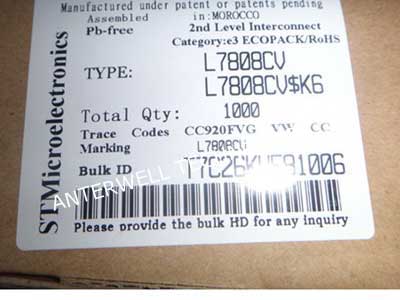 Manufactured under patent or patents pending
Assembled in: MOROCCO
Pb-free 2nd Level Interconnect
Category: e3 ECOPACK/RoHS
TYPE: L7808CV
L7808CV$K6
Total Qty: 1000
Trace Codes CC920FVG VW CC
Marking L7808CV
Bulk ID
Please provide the bulk HD for any inquiry
STMicroelectronics
ANTERWELL